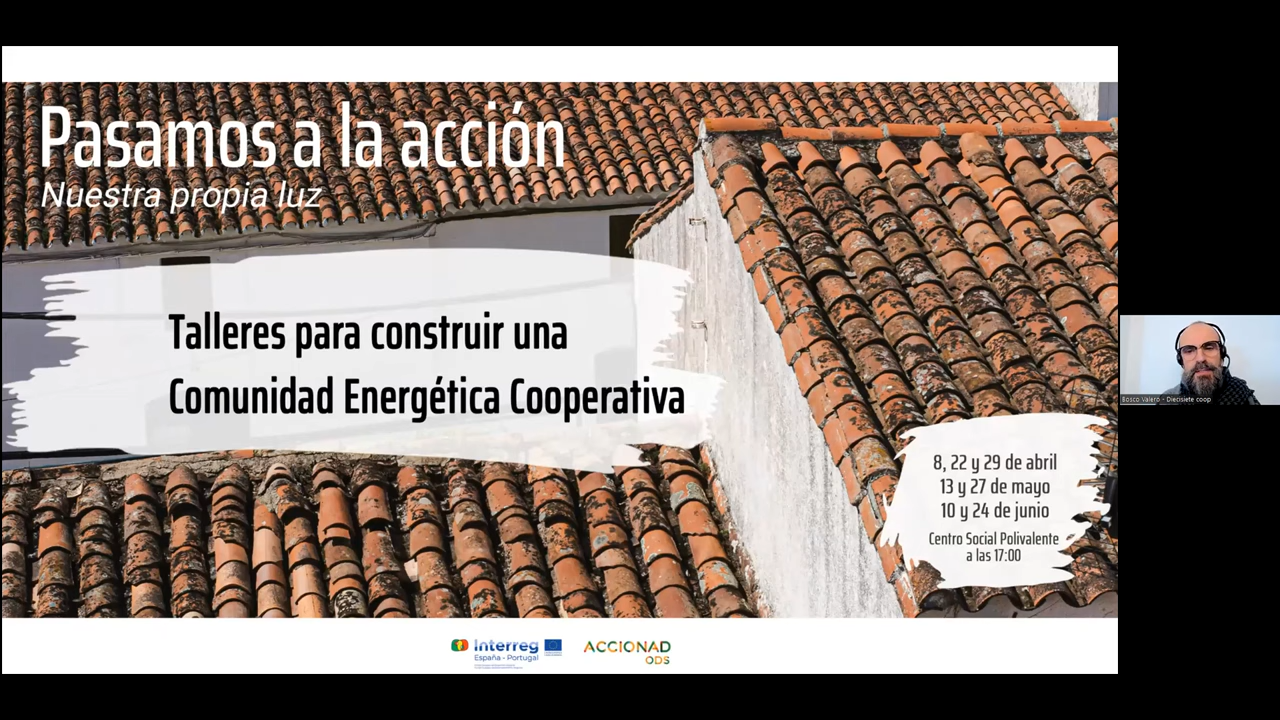 Pasamos a la acción
Nuestra propia luz
Talleres para construir una
Comunidad Energética Cooperativa
8, 22 y 29 de abril
13 y 27 de mayo
10 y 24 de junio
Centro Social Polivalente
a las 17:00
Bosco Valero - Diecisiete coop
Interreg
España - Portugal
ACCIONAD
ODS